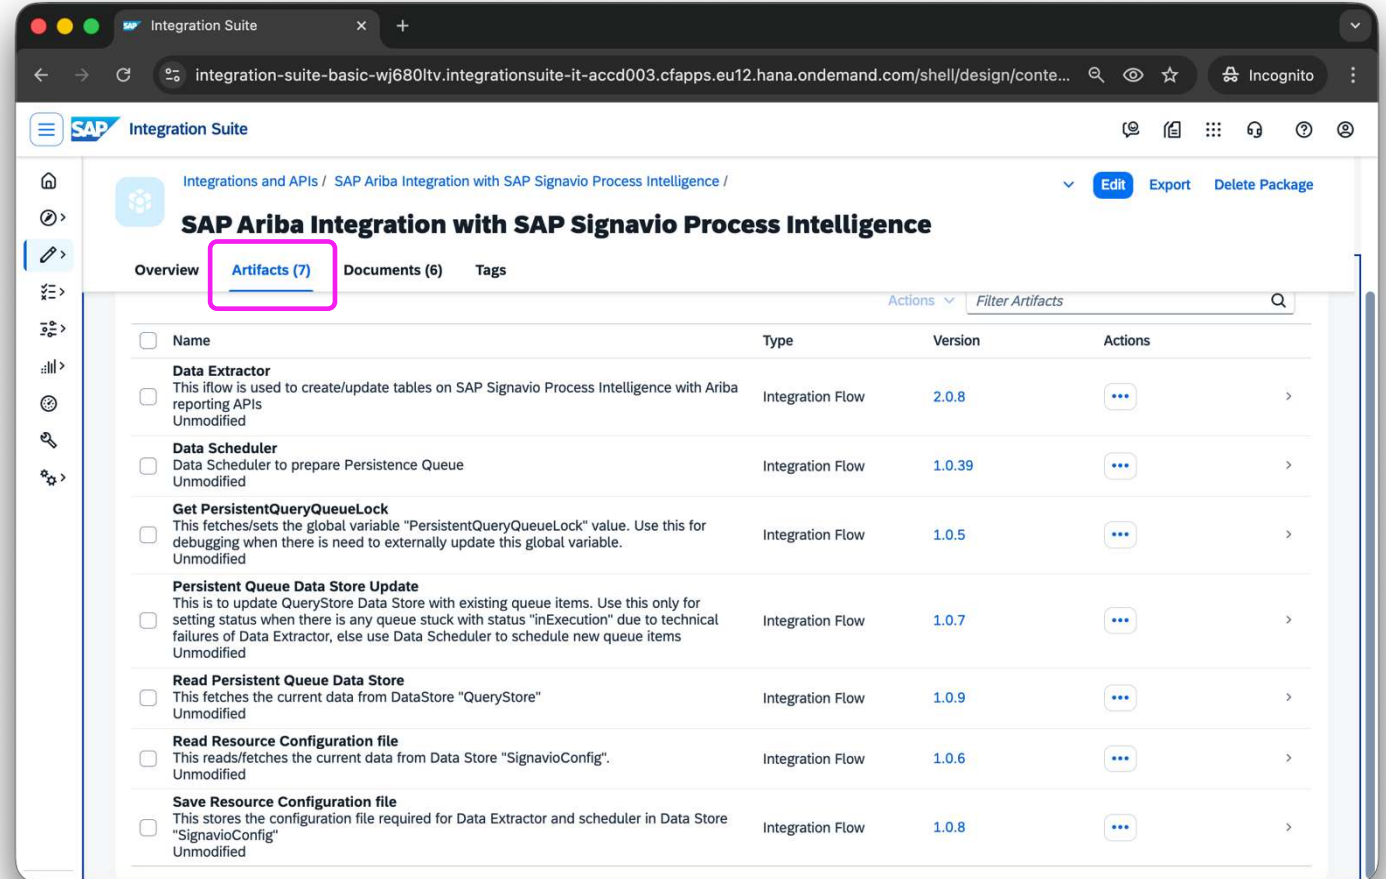 SAP Integration Suite
integration-suite-basic-wj680ltv.integrationsuite-it-accd003.cfapps.eu12.hana.ondemand.com/shell/design/conte...
Incognito
SAP Integration Suite
Integrations and APIs / SAP Ariba Integration with SAP Signavio Process Intelligence /
Edit Export Delete Package
SAP Ariba Integration with SAP Signavio Process Intelligence
Overview Artifacts (7) Documents (6) Tags
Actions Filter Artifacts
Name Type Version Actions
Data Extractor
This iflow is used to create/update tables on SAP Signavio Process Intelligence with Ariba
reporting APIs
Unmodified
Integration Flow 2.0.8
Data Scheduler
Data Scheduler to prepare Persistence Queue
Unmodified
Integration Flow 1.0.39
Get PersistentQueryQueueLock
This fetches/sets the global variable "PersistentQueryQueueLock" value. Use this for
debugging when there is need to externally update this global variable.
Unmodified
Integration Flow 1.0.5
Persistent Queue Data Store Update
This is to update QueryStore Data Store with existing queue items. Use this only for
setting status when there is any queue stuck with status "inExecution" due to technical
failures of Data Extractor, else use Data Scheduler to schedule new queue items
Unmodified
Integration Flow 1.0.7
Read Persistent Queue Data Store
This fetches the current data from DataStore "QueryStore"
Unmodified
Integration Flow 1.0.9
Read Resource Configuration file
This reads/fetches the current data from Data Store "SignavioConfig".
Unmodified
Integration Flow 1.0.6
Save Resource Configuration file
This stores the configuration file required for Data Extractor and scheduler in Data Store
"SignavioConfig"
Unmodified
Integration Flow 1.0.8